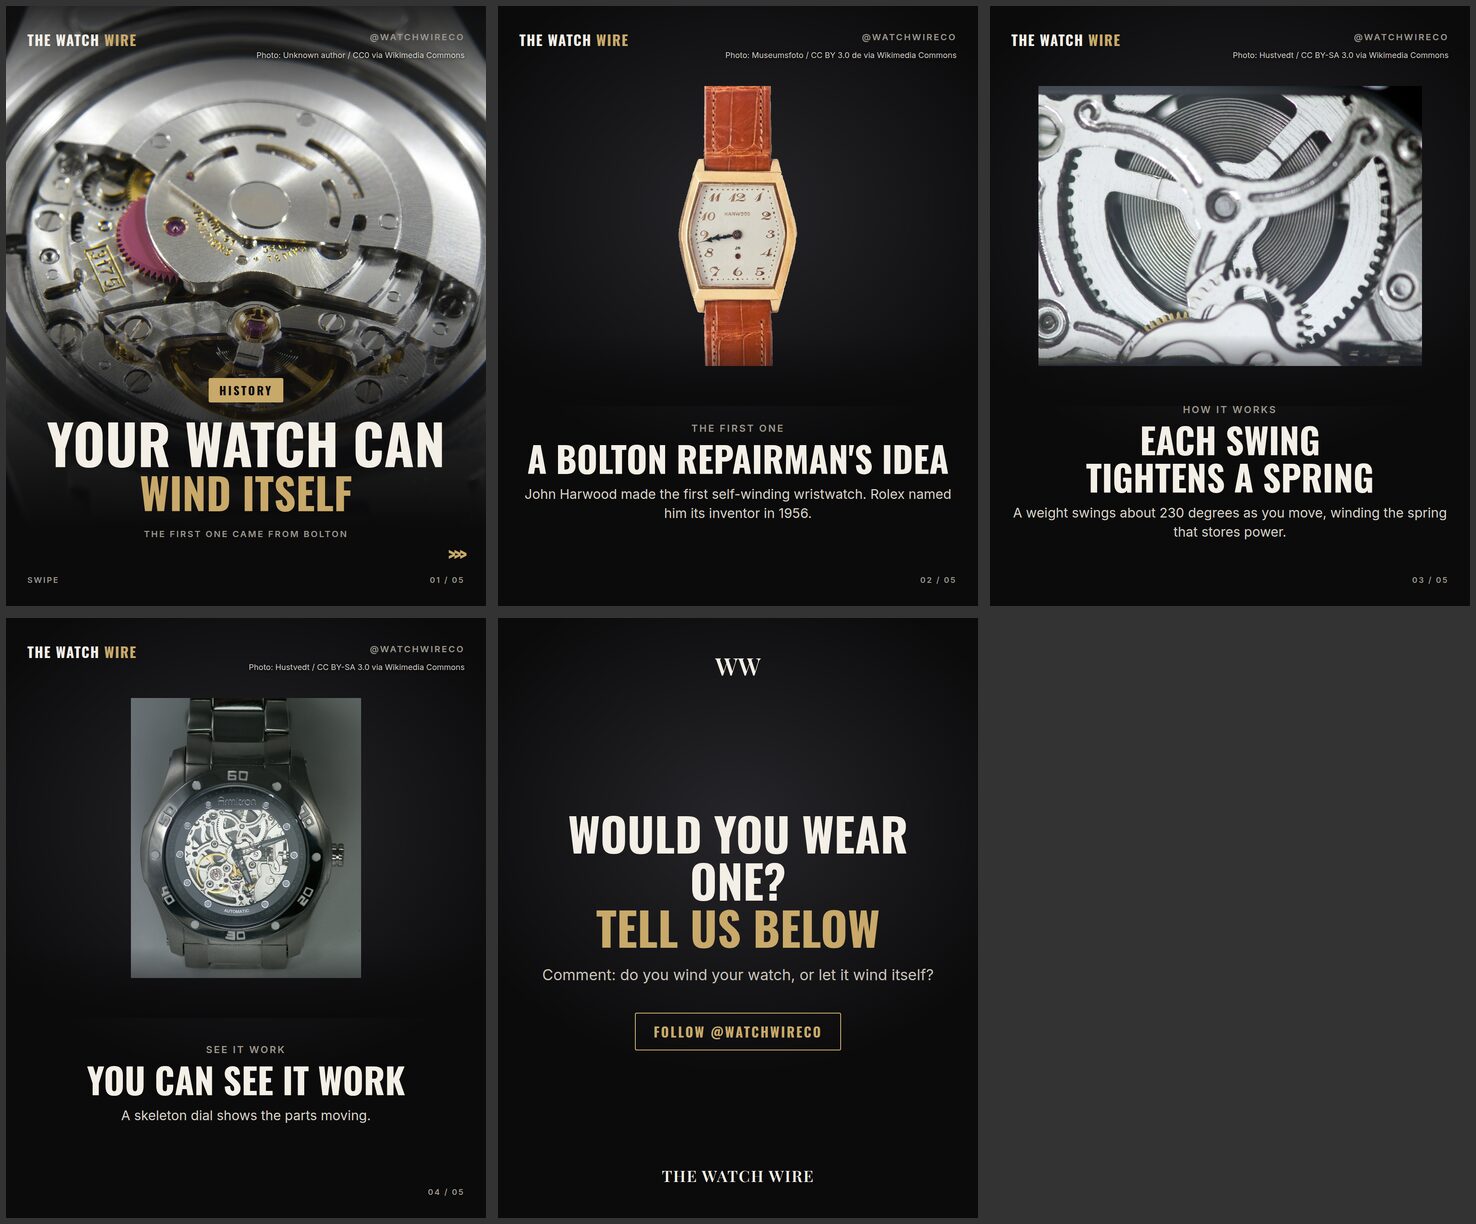 THE WATCH WIRE
@WATCHWIRECO
Photo: Unknown author / CC0 via Wikimedia Commons
3175
HISTORY
YOUR WATCH CAN
WIND ITSELF
THE FIRST ONE CAME FROM BOLTON
>>>
SWIPE
01 / 05
THE WATCH WIRE
@WATCHWIRECO
Photo: Museumsfoto / CC BY 3.0 de via Wikimedia Commons
HARWOOD
THE FIRST ONE
A BOLTON REPAIRMAN'S IDEA
John Harwood made the first self-winding wristwatch. Rolex named
him its inventor in 1956.
02 / 05
THE WATCH WIRE
@WATCHWIRECO
Photo: Hustvedt / CC BY-SA 3.0 via Wikimedia Commons
HOW IT WORKS
EACH SWING
TIGHTENS A SPRING
A weight swings about 230 degrees as you move, winding the spring
that stores power.
03 / 05
THE WATCH WIRE
@WATCHWIRECO
Photo: Hustvedt / CC BY-SA 3.0 via Wikimedia Commons
60
Armitron
50
10
40
20
30
AUTOMATIC
SEE IT WORK
YOU CAN SEE IT WORK
A skeleton dial shows the parts moving.
04 / 05
WW
WOULD YOU WEAR
ONE?
TELL US BELOW
Comment: do you wind your watch, or let it wind itself?
FOLLOW @WATCHWIRECO
THE WATCH WIRE